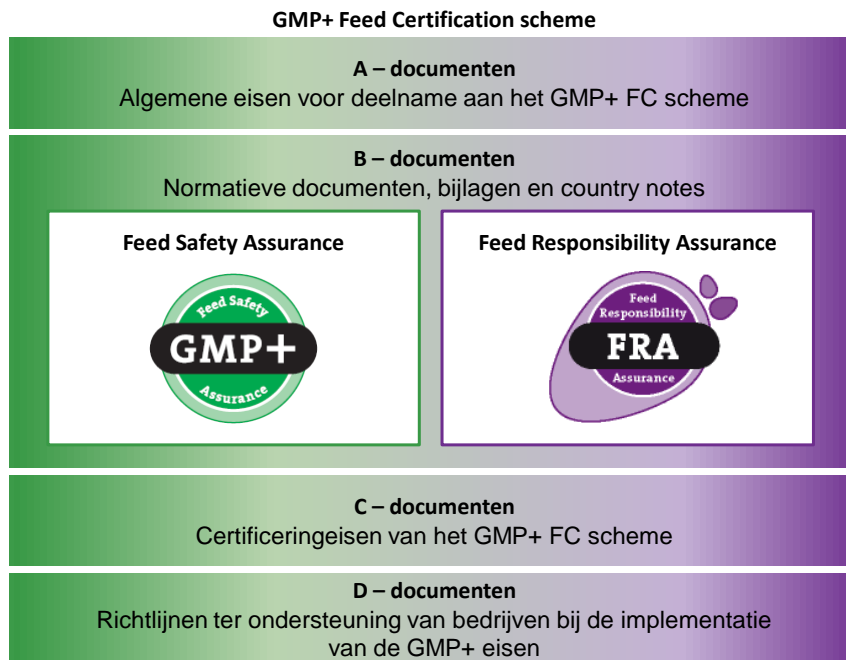 GMP+ Feed Certification scheme
A – documenten
Algemene eisen voor deelname aan het GMP+ FC scheme
B – documenten
Normatieve documenten, bijlagen en country notes
Feed Safety Assurance
Feed Safety
GMP+
Assurance
Feed Responsibility Assurance
Feed
Responsibility
FRA
Assurance
C – documenten
Certificeringeisen van het GMP+ FC scheme
D – documenten
Richtlijnen ter ondersteuning van bedrijven bij de implementatie
van de GMP+ eisen